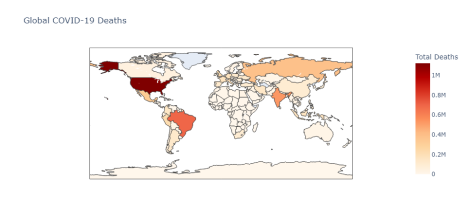 Global COVID-19 Deaths
Total Deaths
1M
0.8M
0.6M
0.4M
0.2M
0